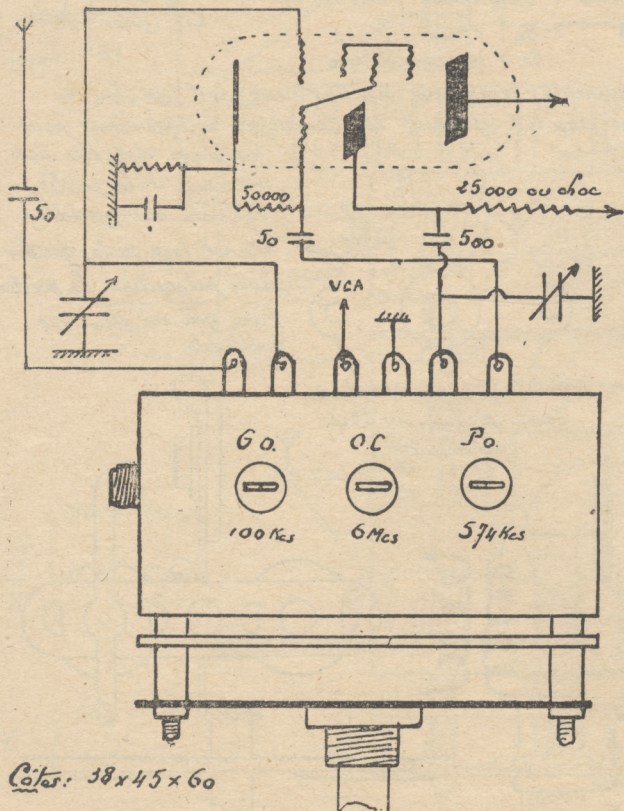 50000
25000 ou choc
50
50
500
VCA
G O.
O.C
P.o.
100 Kcs
6 Mcs
574 Kcs
Côtes: 38 x 45 x 60